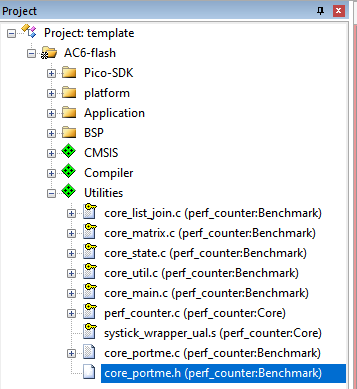 Project
Project: template
AC6-flash
Pico-SDK
platform
Application
BSP
CMSIS
Compiler
Utilities
core_list_join.c (perf_counter:Benchmark)
core_matrix.c (perf_counter:Benchmark)
core_state.c (perf_counter:Benchmark)
core_util.c (perf_counter:Benchmark)
core_main.c (perf_counter:Benchmark)
perf_counter.c (perf_counter:Core)
systick_wrapper_ual.s (perf_counter:Core)
core_portme.c (perf_counter:Benchmark)
core_portme.h (perf_counter:Benchmark)